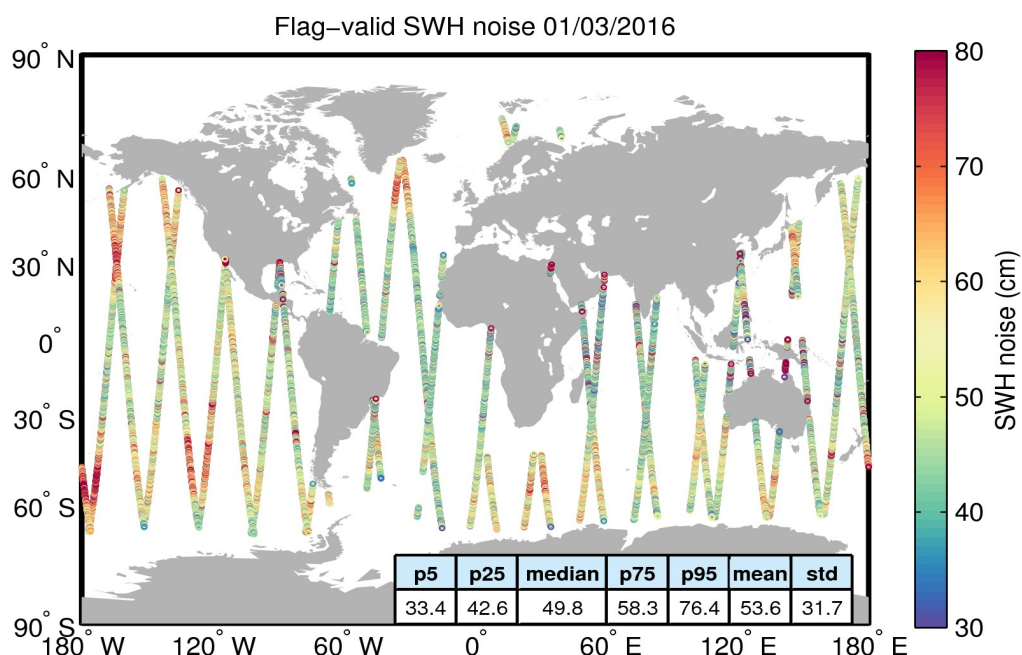 Flag−valid SWH noise 01/03/2016
90° N
60° N
30° N
0°
30° S
60° S
90° S
180° W
120° W
60° W
0°
60° E
120° E
180° E
80
70
60
50
40
30
SWH noise (cm)
p5 p25 median p75 p95 mean std
33.4 42.6 49.8 58.3 76.4 53.6 31.7